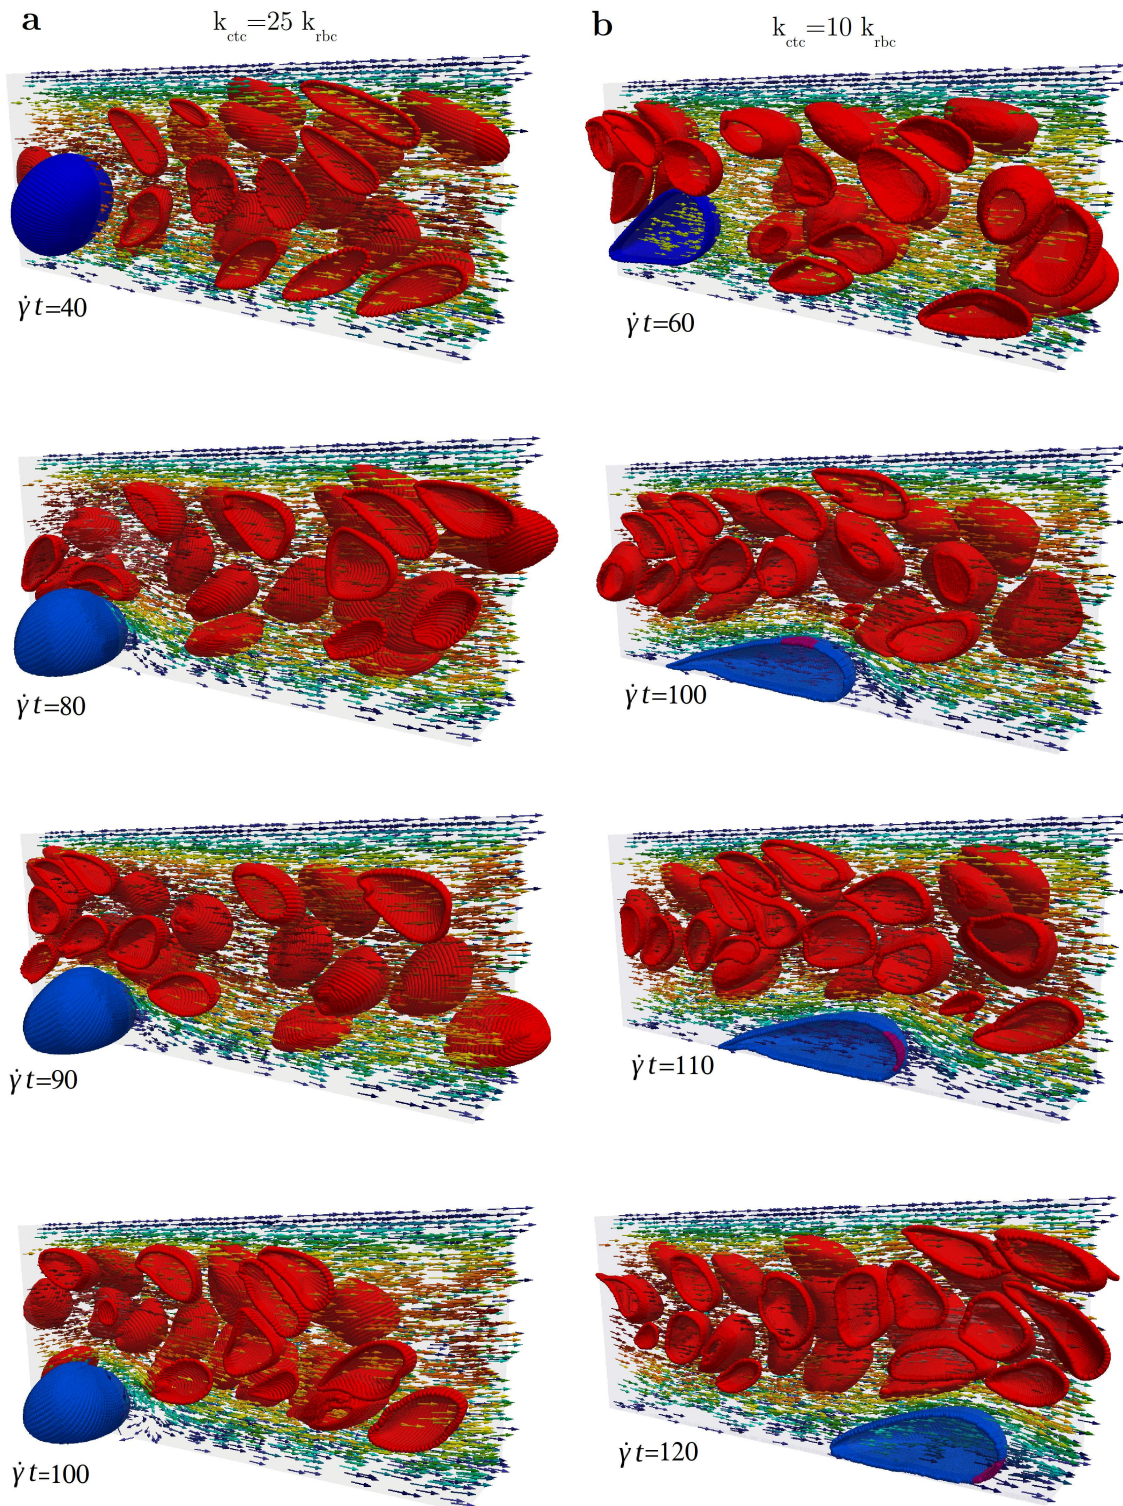 a
k_ctc=25 k_rbc
γ̇ t=40
γ̇ t=80
γ̇ t=90
γ̇ t=100
b
k_ctc=10 k_rbc
γ̇ t=60
γ̇ t=100
γ̇ t=110
γ̇ t=120